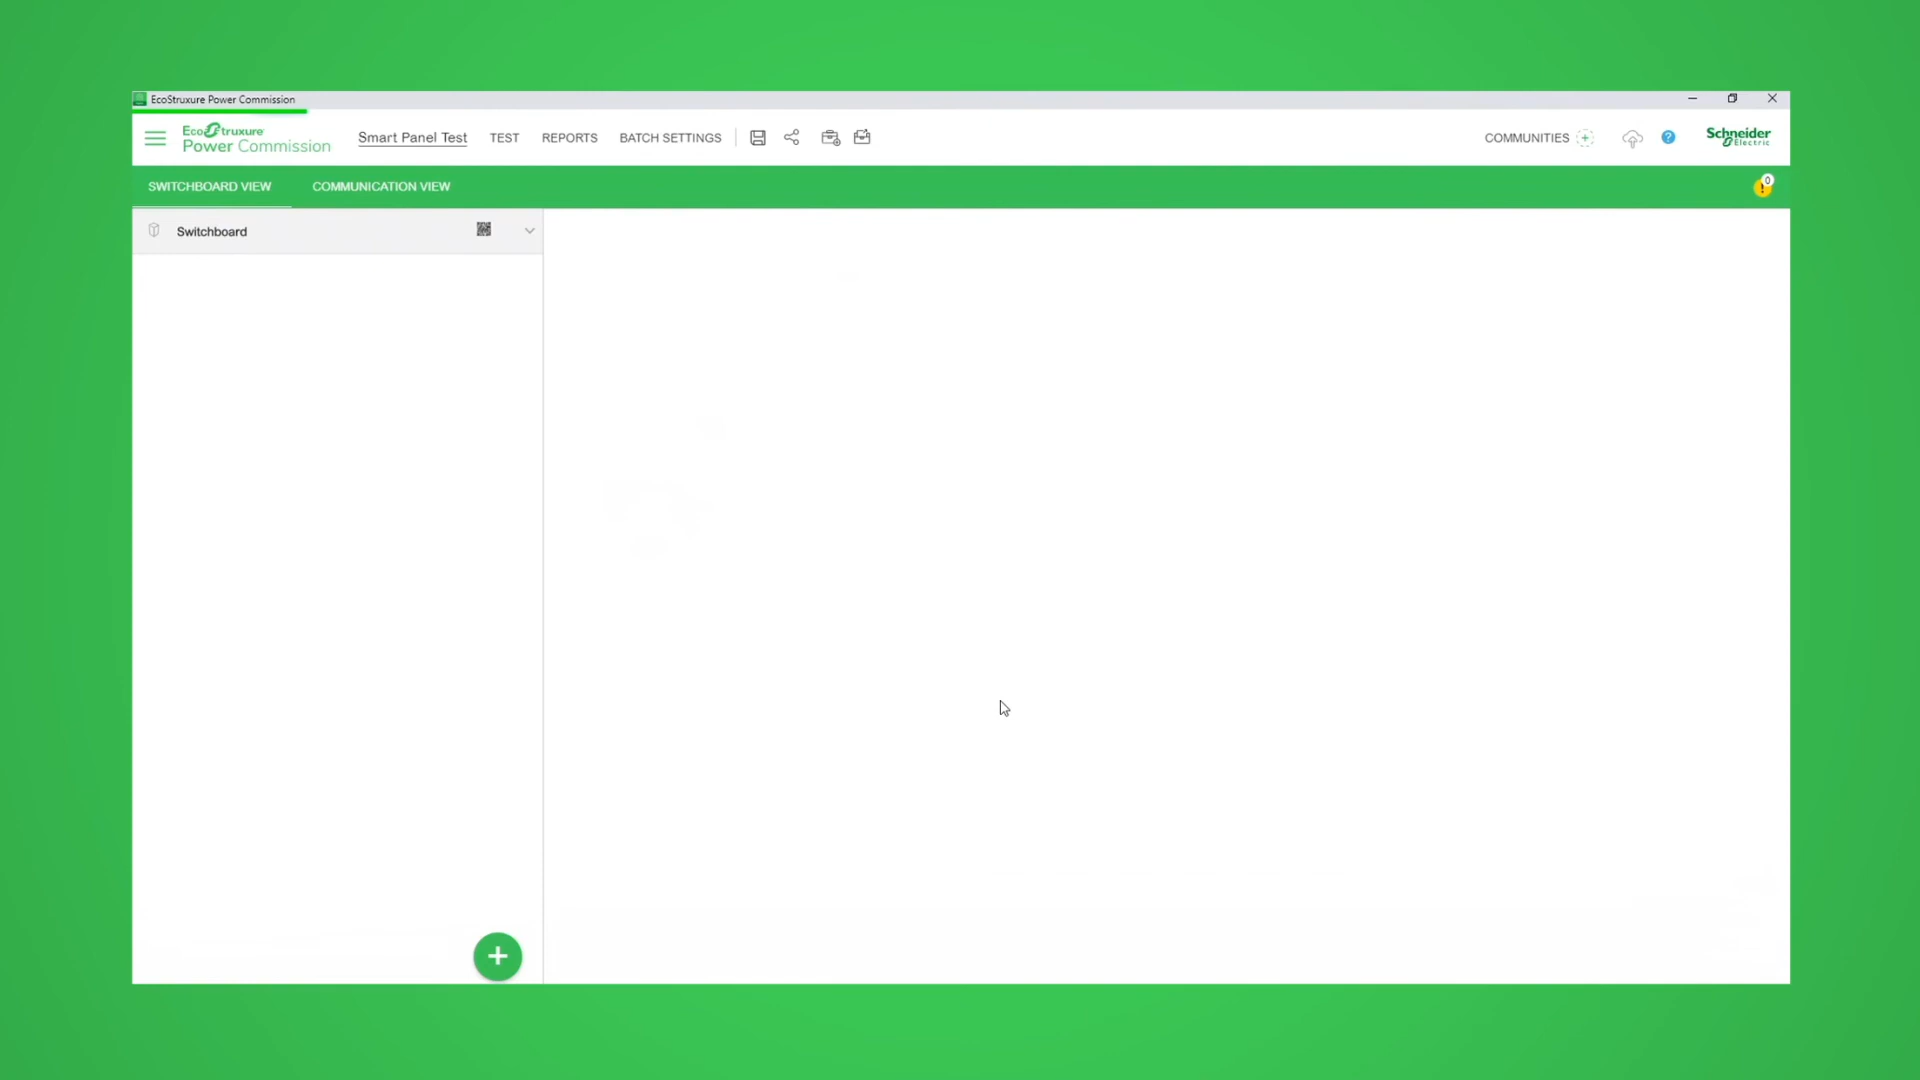 EcoStruxure Power Commission
EcoStruxure
Power Commission
Smart Panel Test
TEST
REPORTS
BATCH SETTINGS
COMMUNITIES
?
Schneider
Electric
SWITCHBOARD VIEW
COMMUNICATION VIEW
0
Switchboard